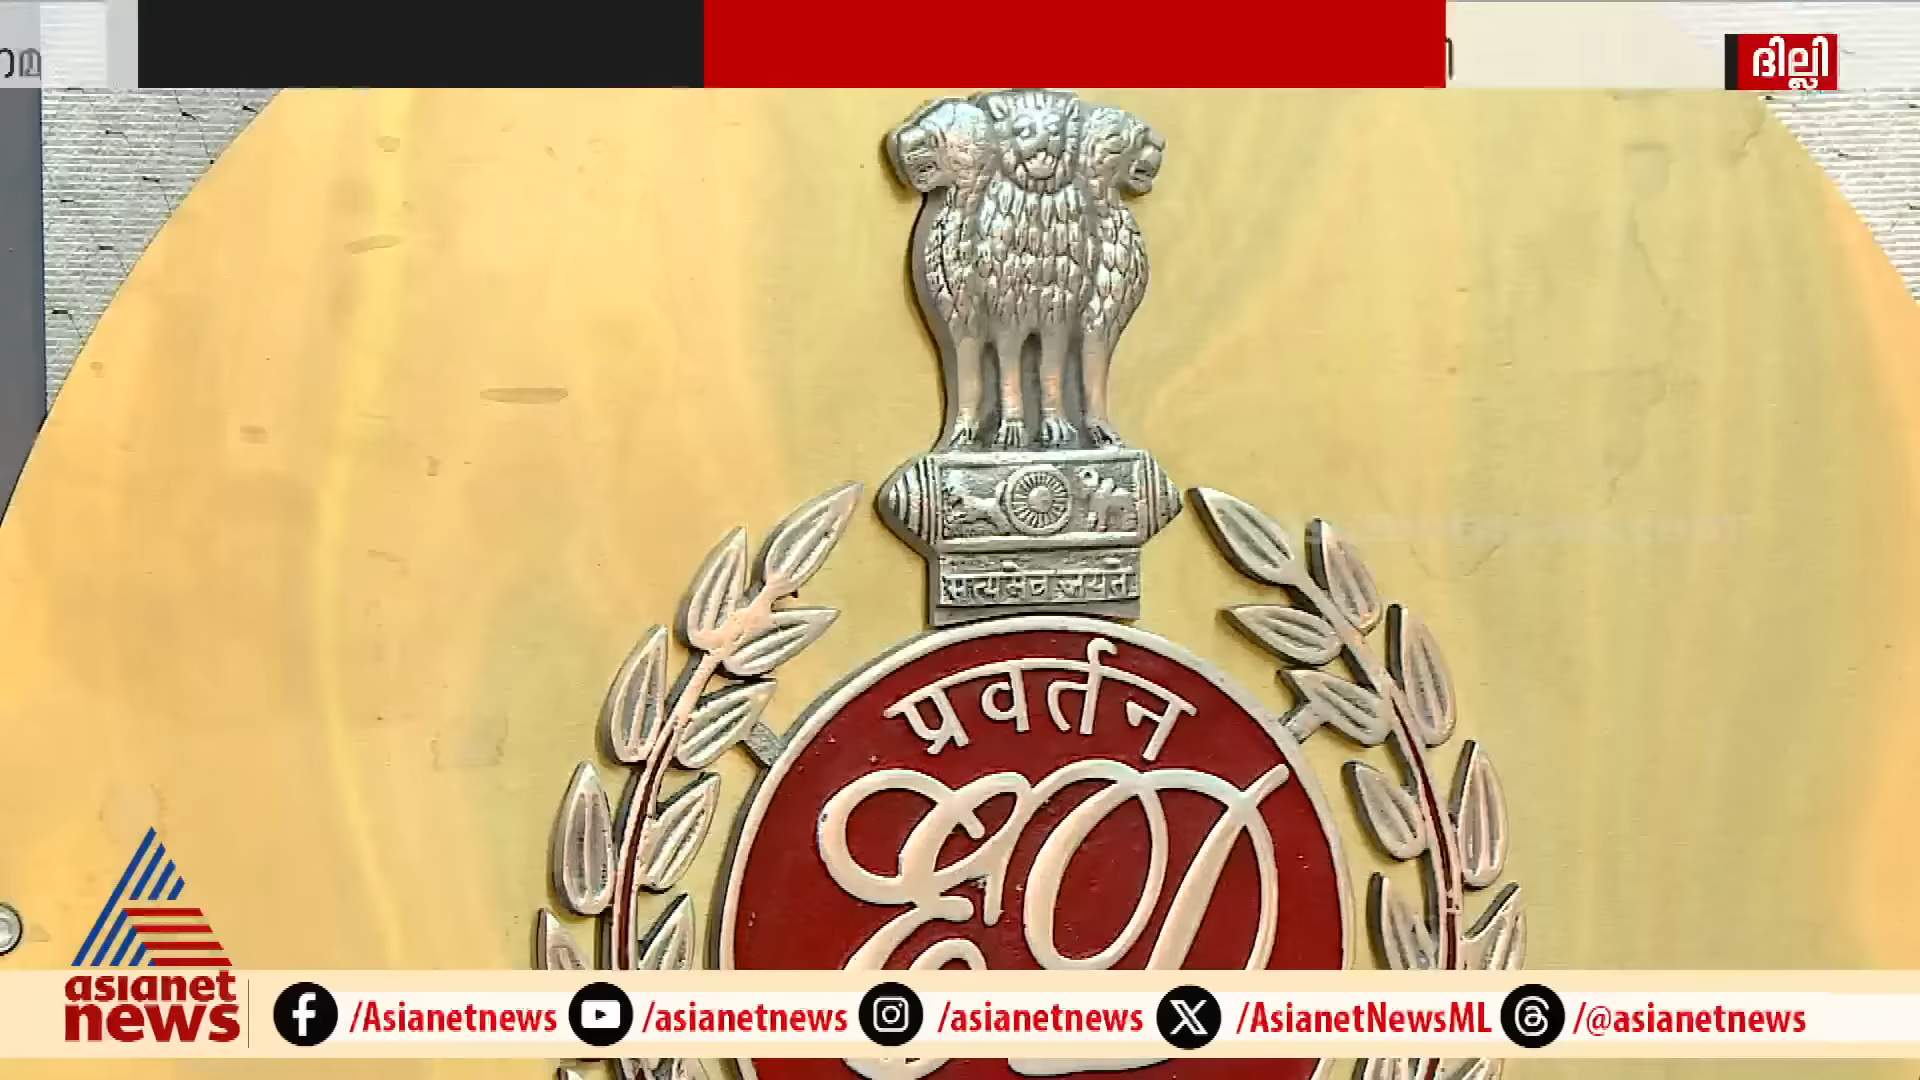 ദില്ലി
सत्यमेव जयते
प्रवर्तन
ED
asianet
news
/Asianetnews
/asianetnews
/asianetnews
/AsianetNewsML
/@asianetnews